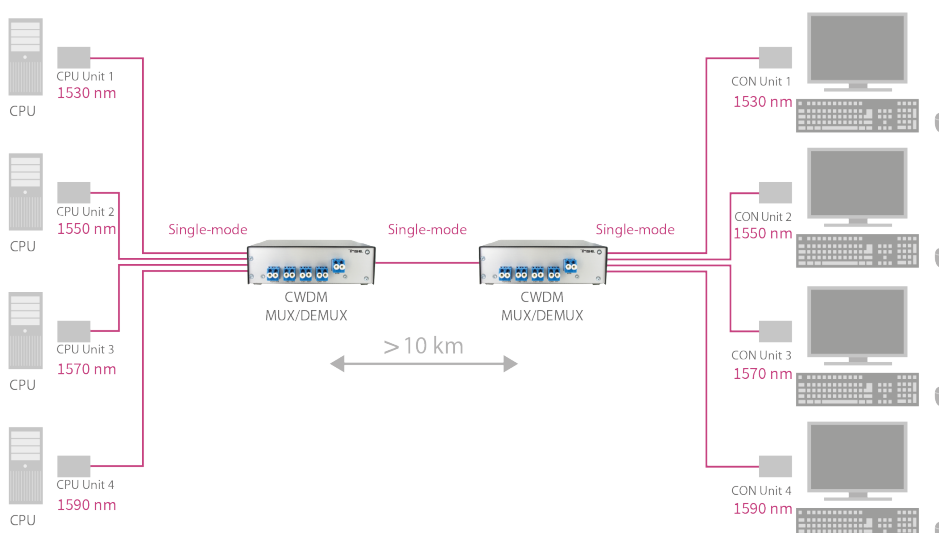 CPU Unit 1
1530 nm
CPU
CON Unit 1
1530 nm
CPU Unit 2
1550 nm
CPU
CON Unit 2
1550 nm
Single-mode
Single-mode
Single-mode
CWDM
MUX/DEMUX
CWDM
MUX/DEMUX
>10 km
CPU Unit 3
1570 nm
CPU
CON Unit 3
1570 nm
CPU Unit 4
1590 nm
CPU
CON Unit 4
1590 nm